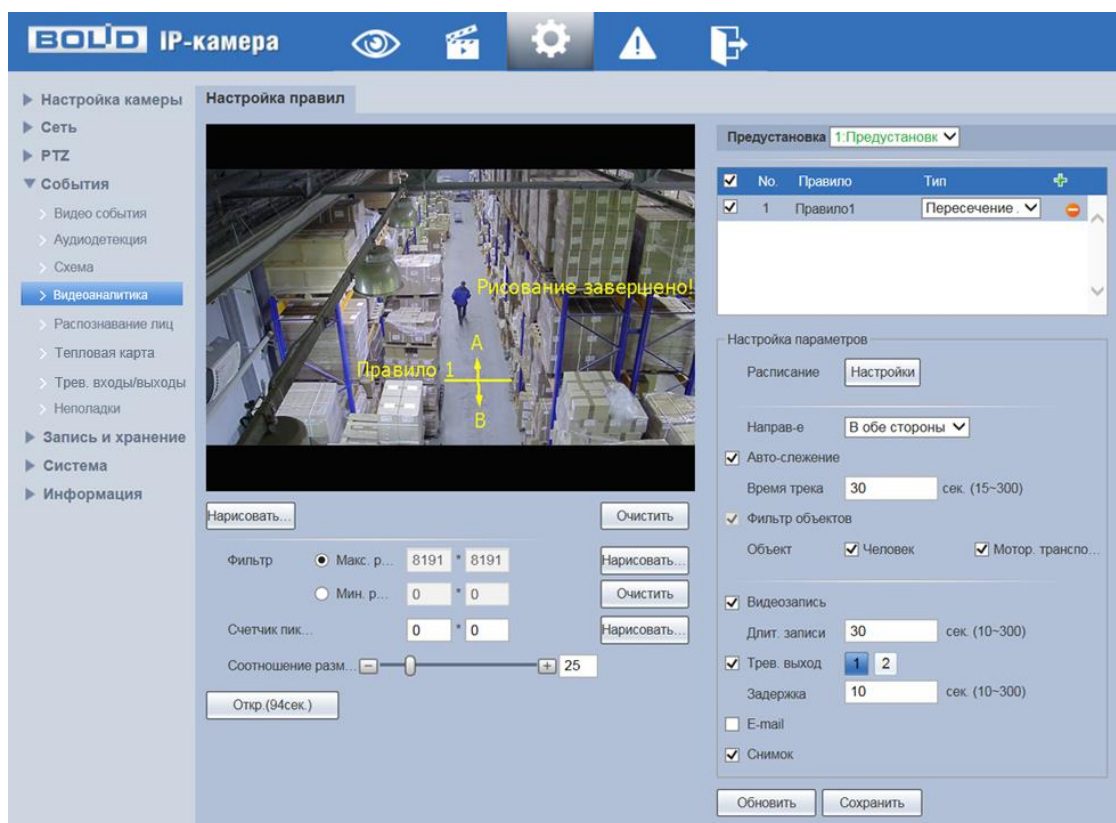 BOLID IP-камера
Настройка камеры
Сеть
PTZ
События
Видео события
Аудиодетекция
Схема
Видеоаналитика
Распознавание лиц
Тепловая карта
Трев. входы/выходы
Неполадки
Запись и хранение
Система
Информация
Настройка правил
Рисование завершено!
A
Правило 1
B
Нарисовать... Очистить
Фильтр Макс. р... 8191 * 8191 Нарисовать...
Мин. р... 0 * 0 Очистить
Счетчик пик... 0 * 0 Нарисовать...
Соотношение разм... 25
Откр.(94сек.)
Предустановка 1:Предустановк
No. Правило Тип
1 Правило1 Пересечение .
Настройка параметров
Расписание Настройки
Направ-е В обе стороны
Авто-слежение
Время трека 30 сек. (15~300)
Фильтр объектов
Объект Человек Мотор. транспо...
Видеозапись
Длит. записи 30 сек. (10~300)
Трев. выход 1 2
Задержка 10 сек. (10~300)
E-mail
Снимок
Обновить Сохранить